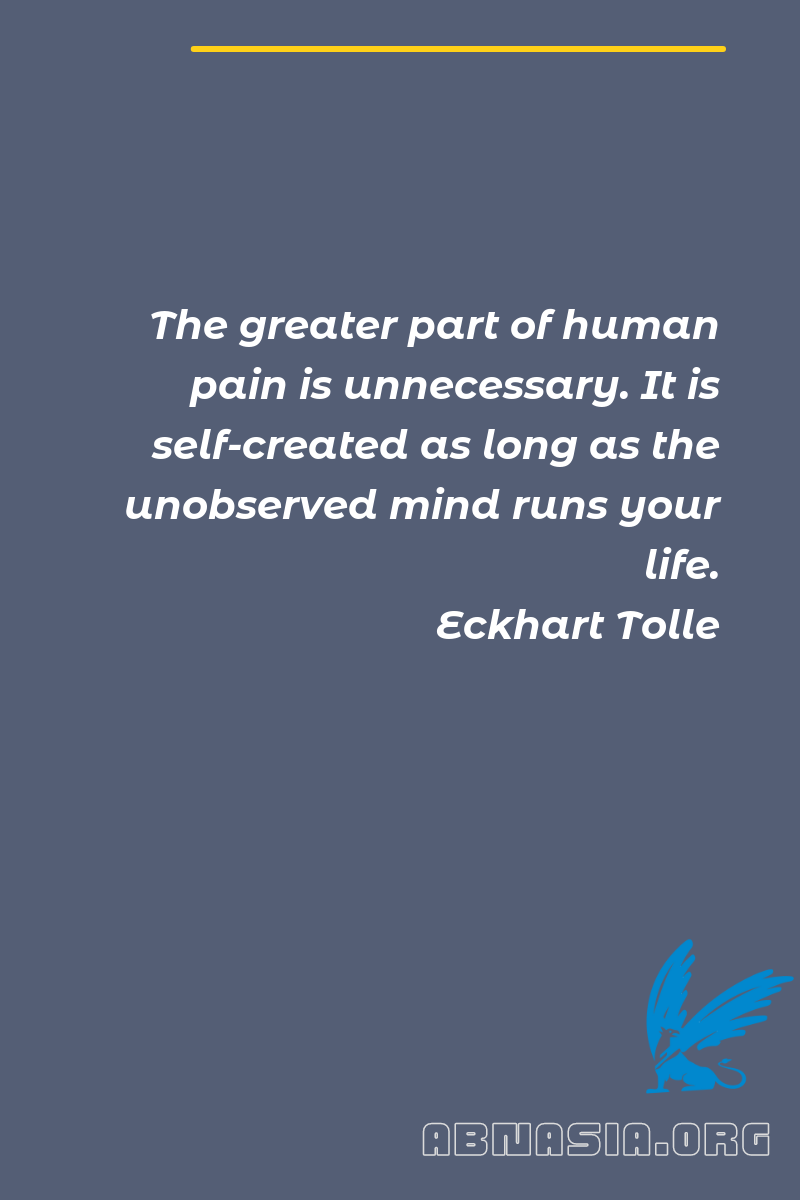 The greater part of human
pain is unnecessary. It is
self-created as long as the
unobserved mind runs your
life.
Eckhart Tolle
ABNASIA.ORG